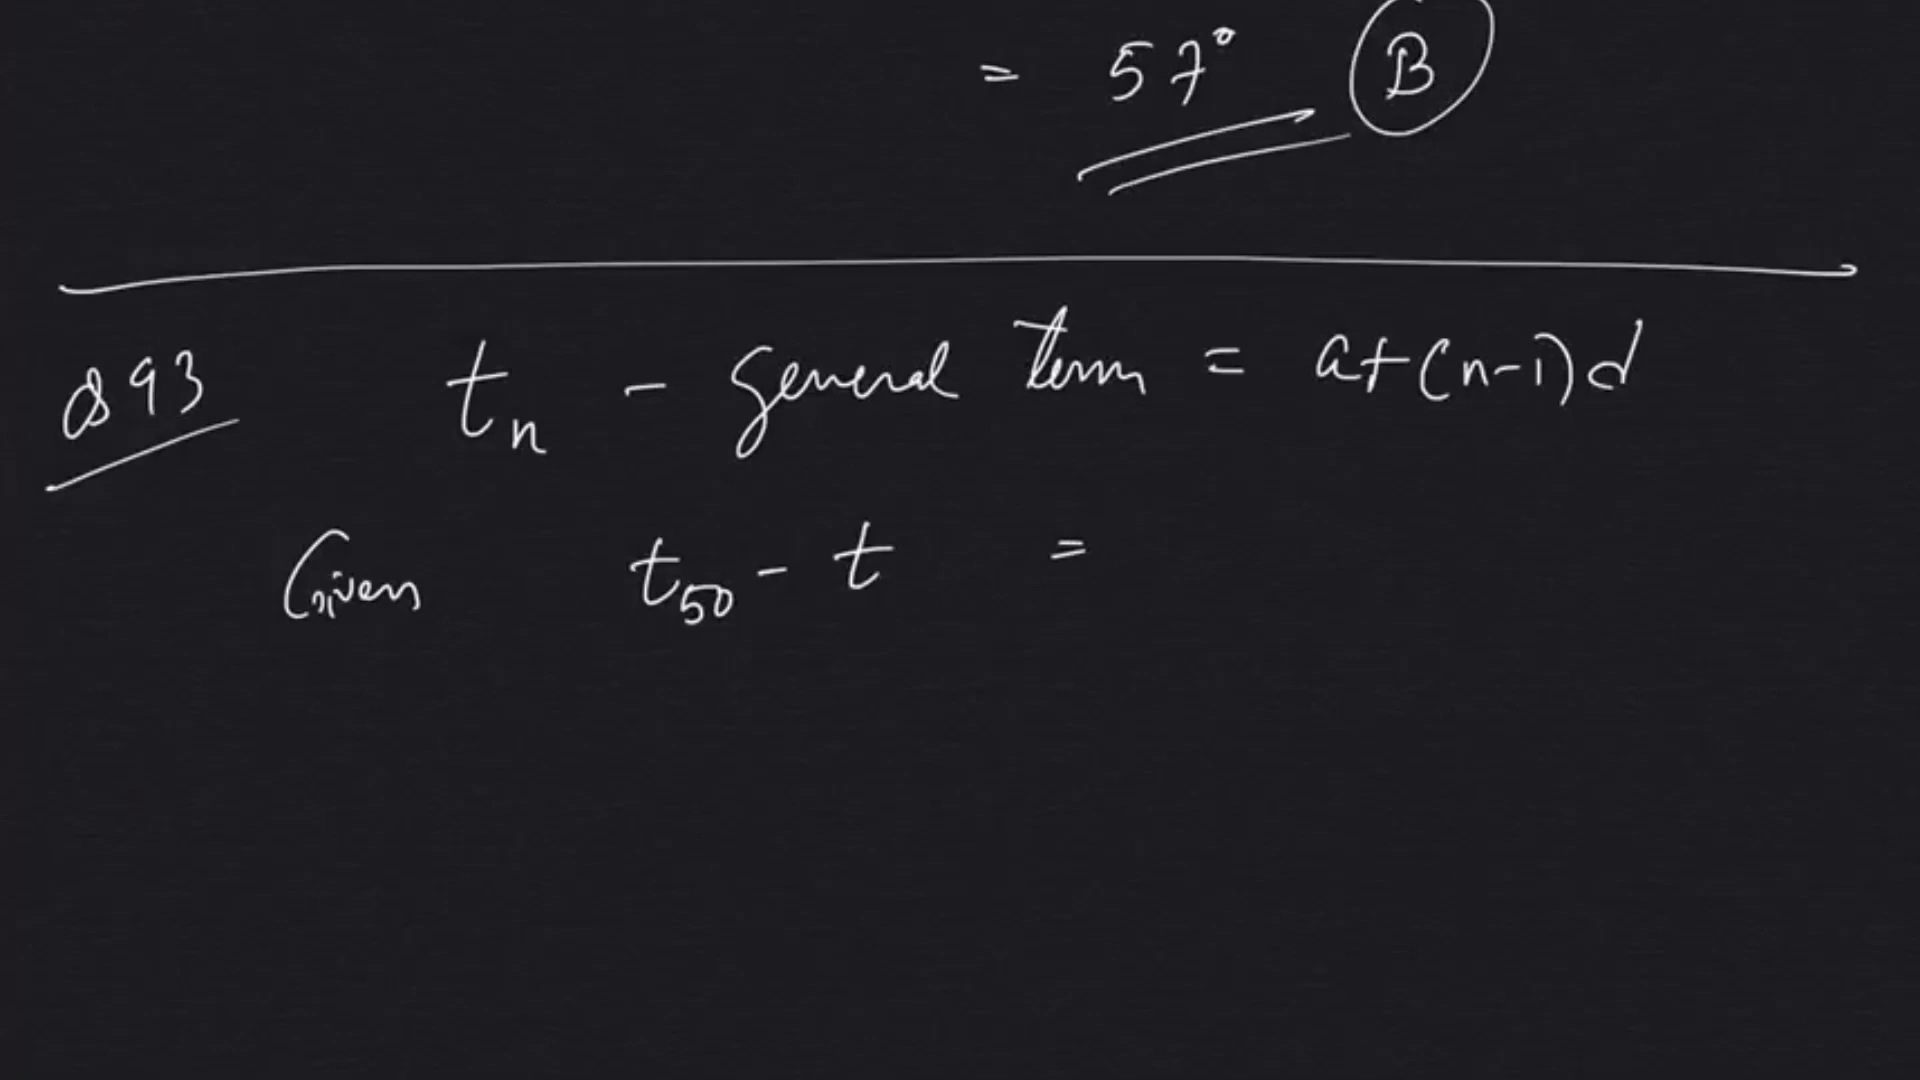 = 57° B
Q93 tₙ - general term = a+(n-1)d
Given t₅₀ - t =